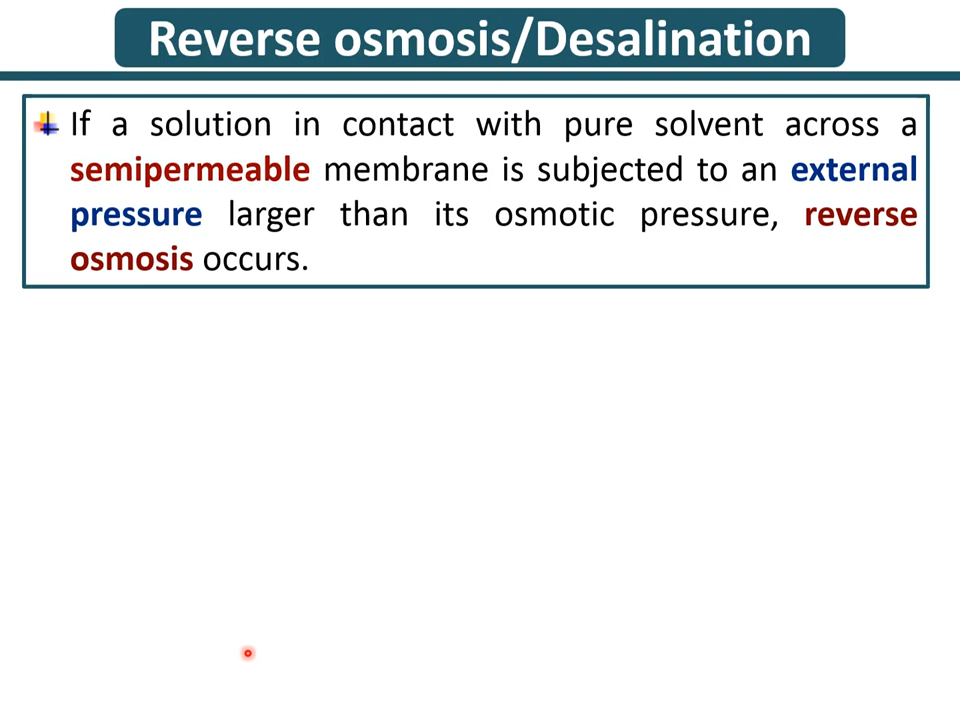 Reverse osmosis/Desalination
If a solution in contact with pure solvent across a
semipermeable membrane is subjected to an external
pressure larger than its osmotic pressure, reverse
osmosis occurs.